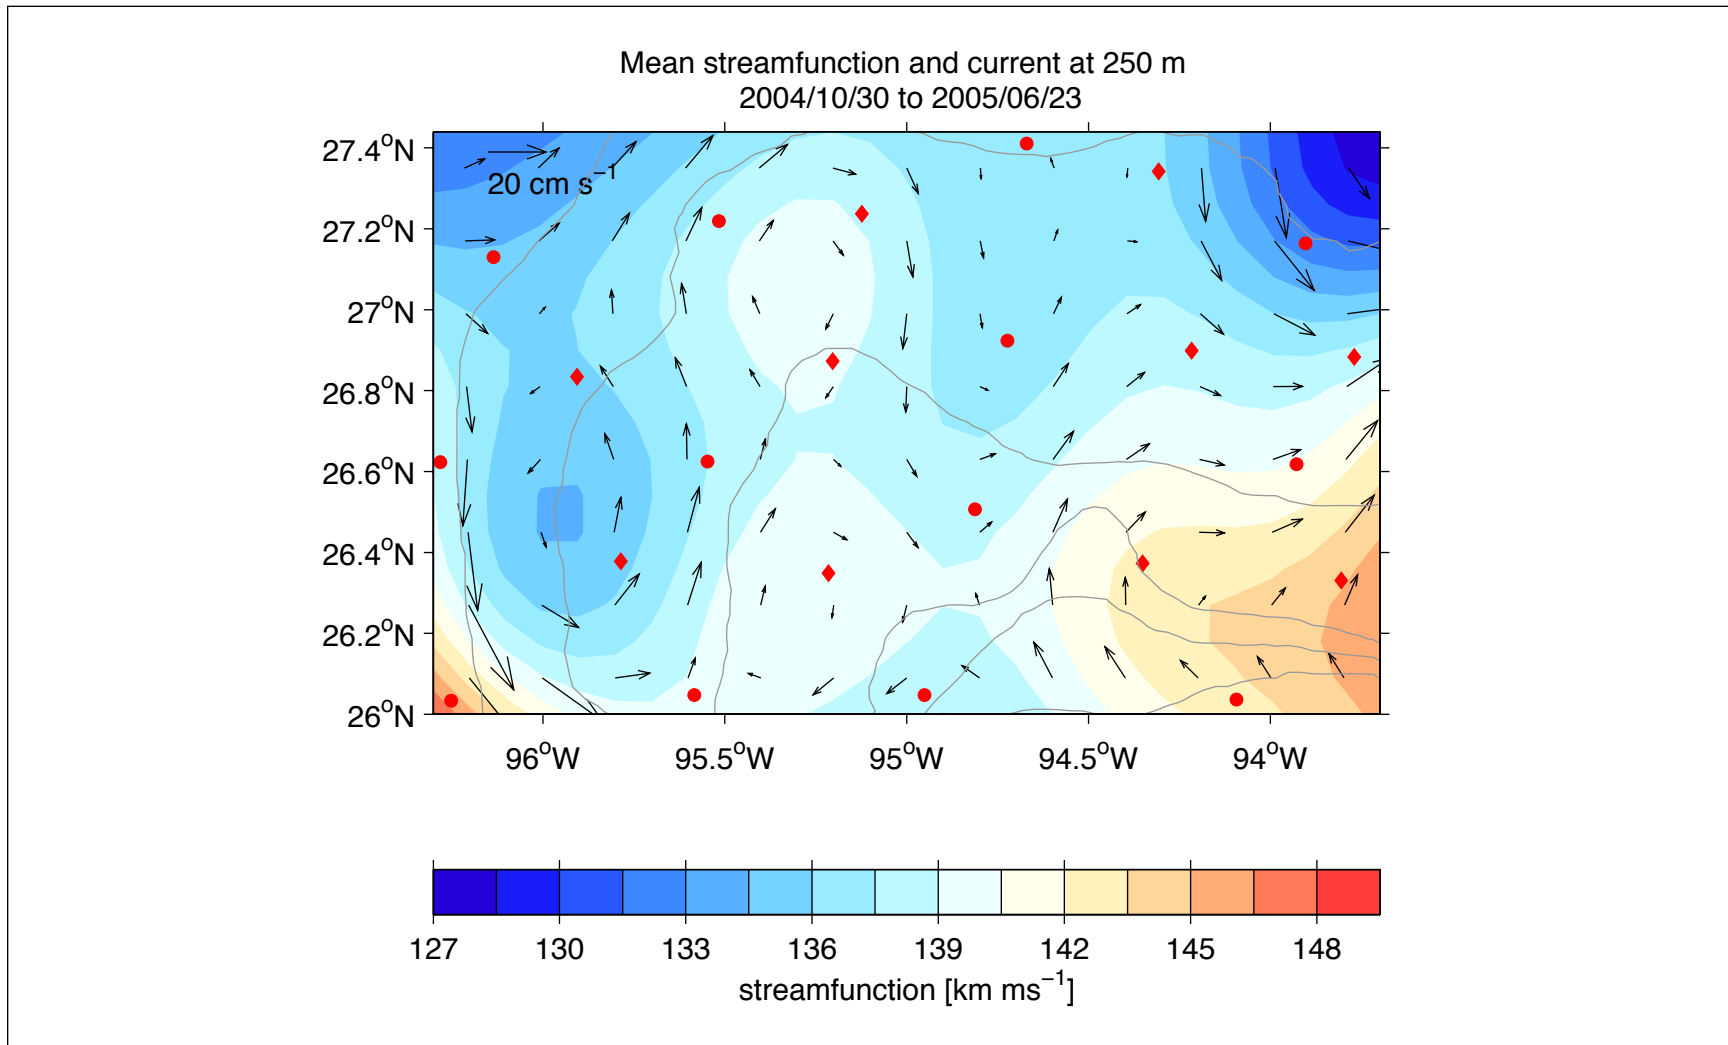 Mean streamfunction and current at 250 m
2004/10/30 to 2005/06/23
27.4°N
20 cm s⁻¹
27.2°N
27°N
26.8°N
26.6°N
26.4°N
26.2°N
26°N
96°W 95.5°W 95°W 94.5°W 94°W
127 130 133 136 139 142 145 148
streamfunction [km ms⁻¹]